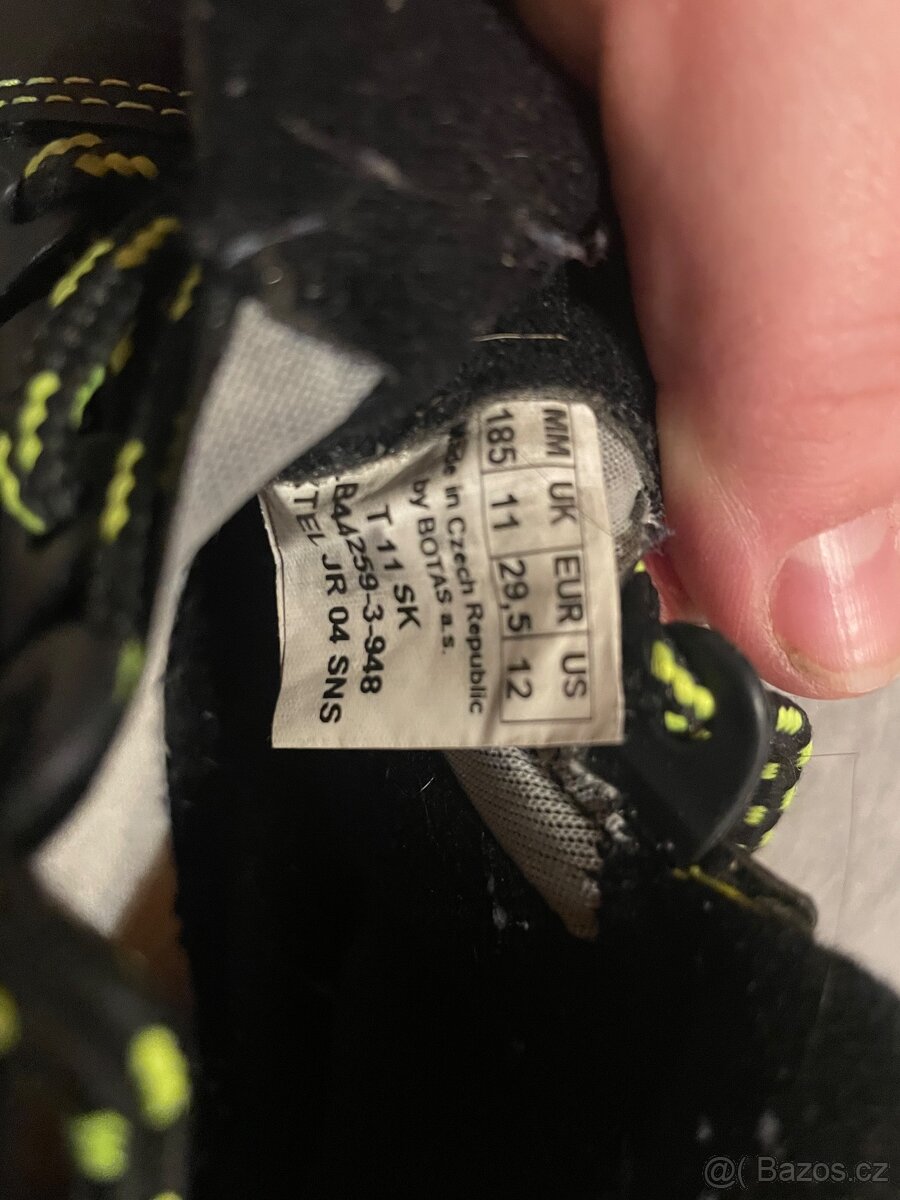 MM UK EUR US
185 11 29,5 12
Made in Czech Republic
by BOTAS a.s.
T 11 SK
44259-3-948
TEL JR 04 SNS
@( Bazos.cz